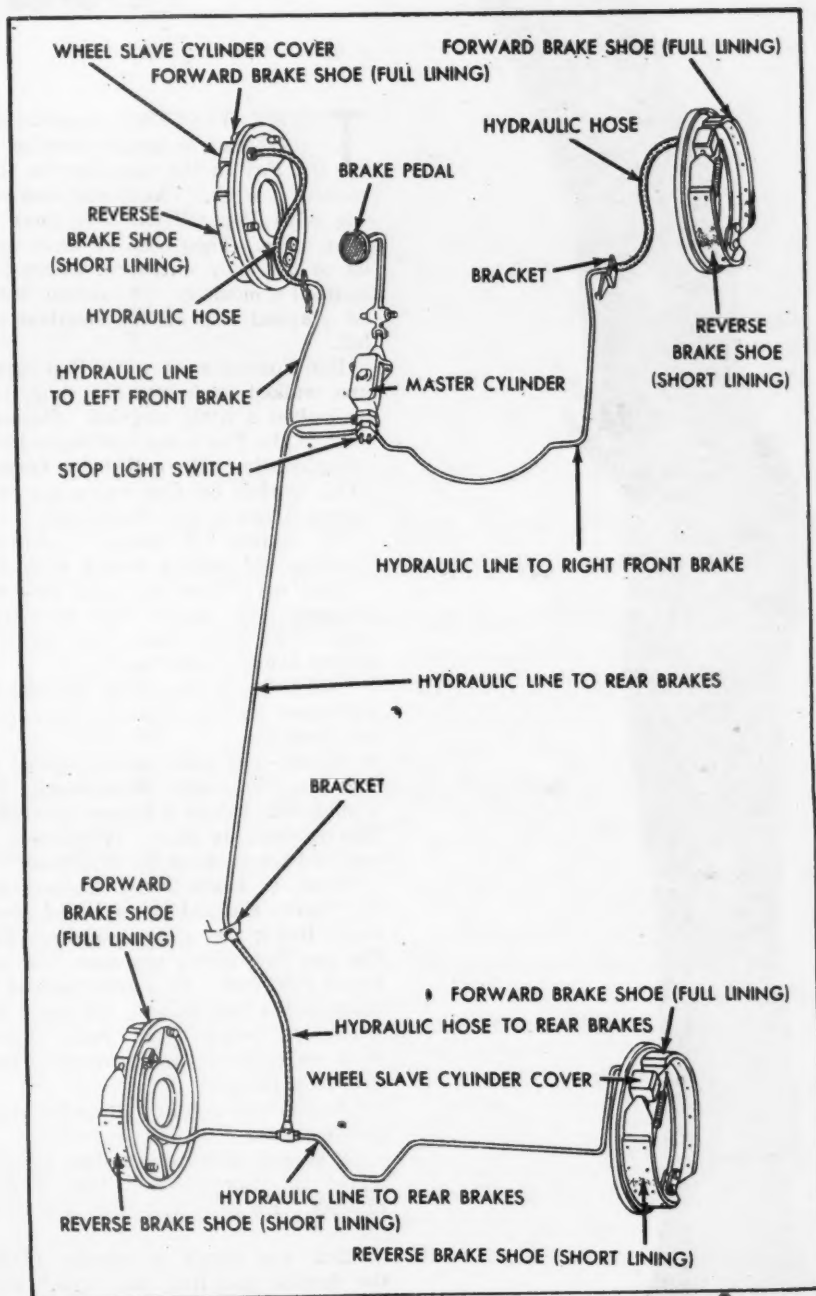 WHEEL SLAVE CYLINDER COVER
FORWARD BRAKE SHOE (FULL LINING)
FORWARD BRAKE SHOE (FULL LINING)
HYDRAULIC HOSE
BRAKE PEDAL
REVERSE
BRAKE SHOE
(SHORT LINING)
BRACKET
HYDRAULIC HOSE
REVERSE
BRAKE SHOE
(SHORT LINING)
HYDRAULIC LINE
TO LEFT FRONT BRAKE
MASTER CYLINDER
STOP LIGHT SWITCH
HYDRAULIC LINE TO RIGHT FRONT BRAKE
HYDRAULIC LINE TO REAR BRAKES
BRACKET
FORWARD
BRAKE SHOE
(FULL LINING)
FORWARD BRAKE SHOE (FULL LINING)
HYDRAULIC HOSE TO REAR BRAKES
WHEEL SLAVE CYLINDER COVER
HYDRAULIC LINE TO REAR BRAKES
REVERSE BRAKE SHOE (SHORT LINING)
REVERSE BRAKE SHOE (SHORT LINING)